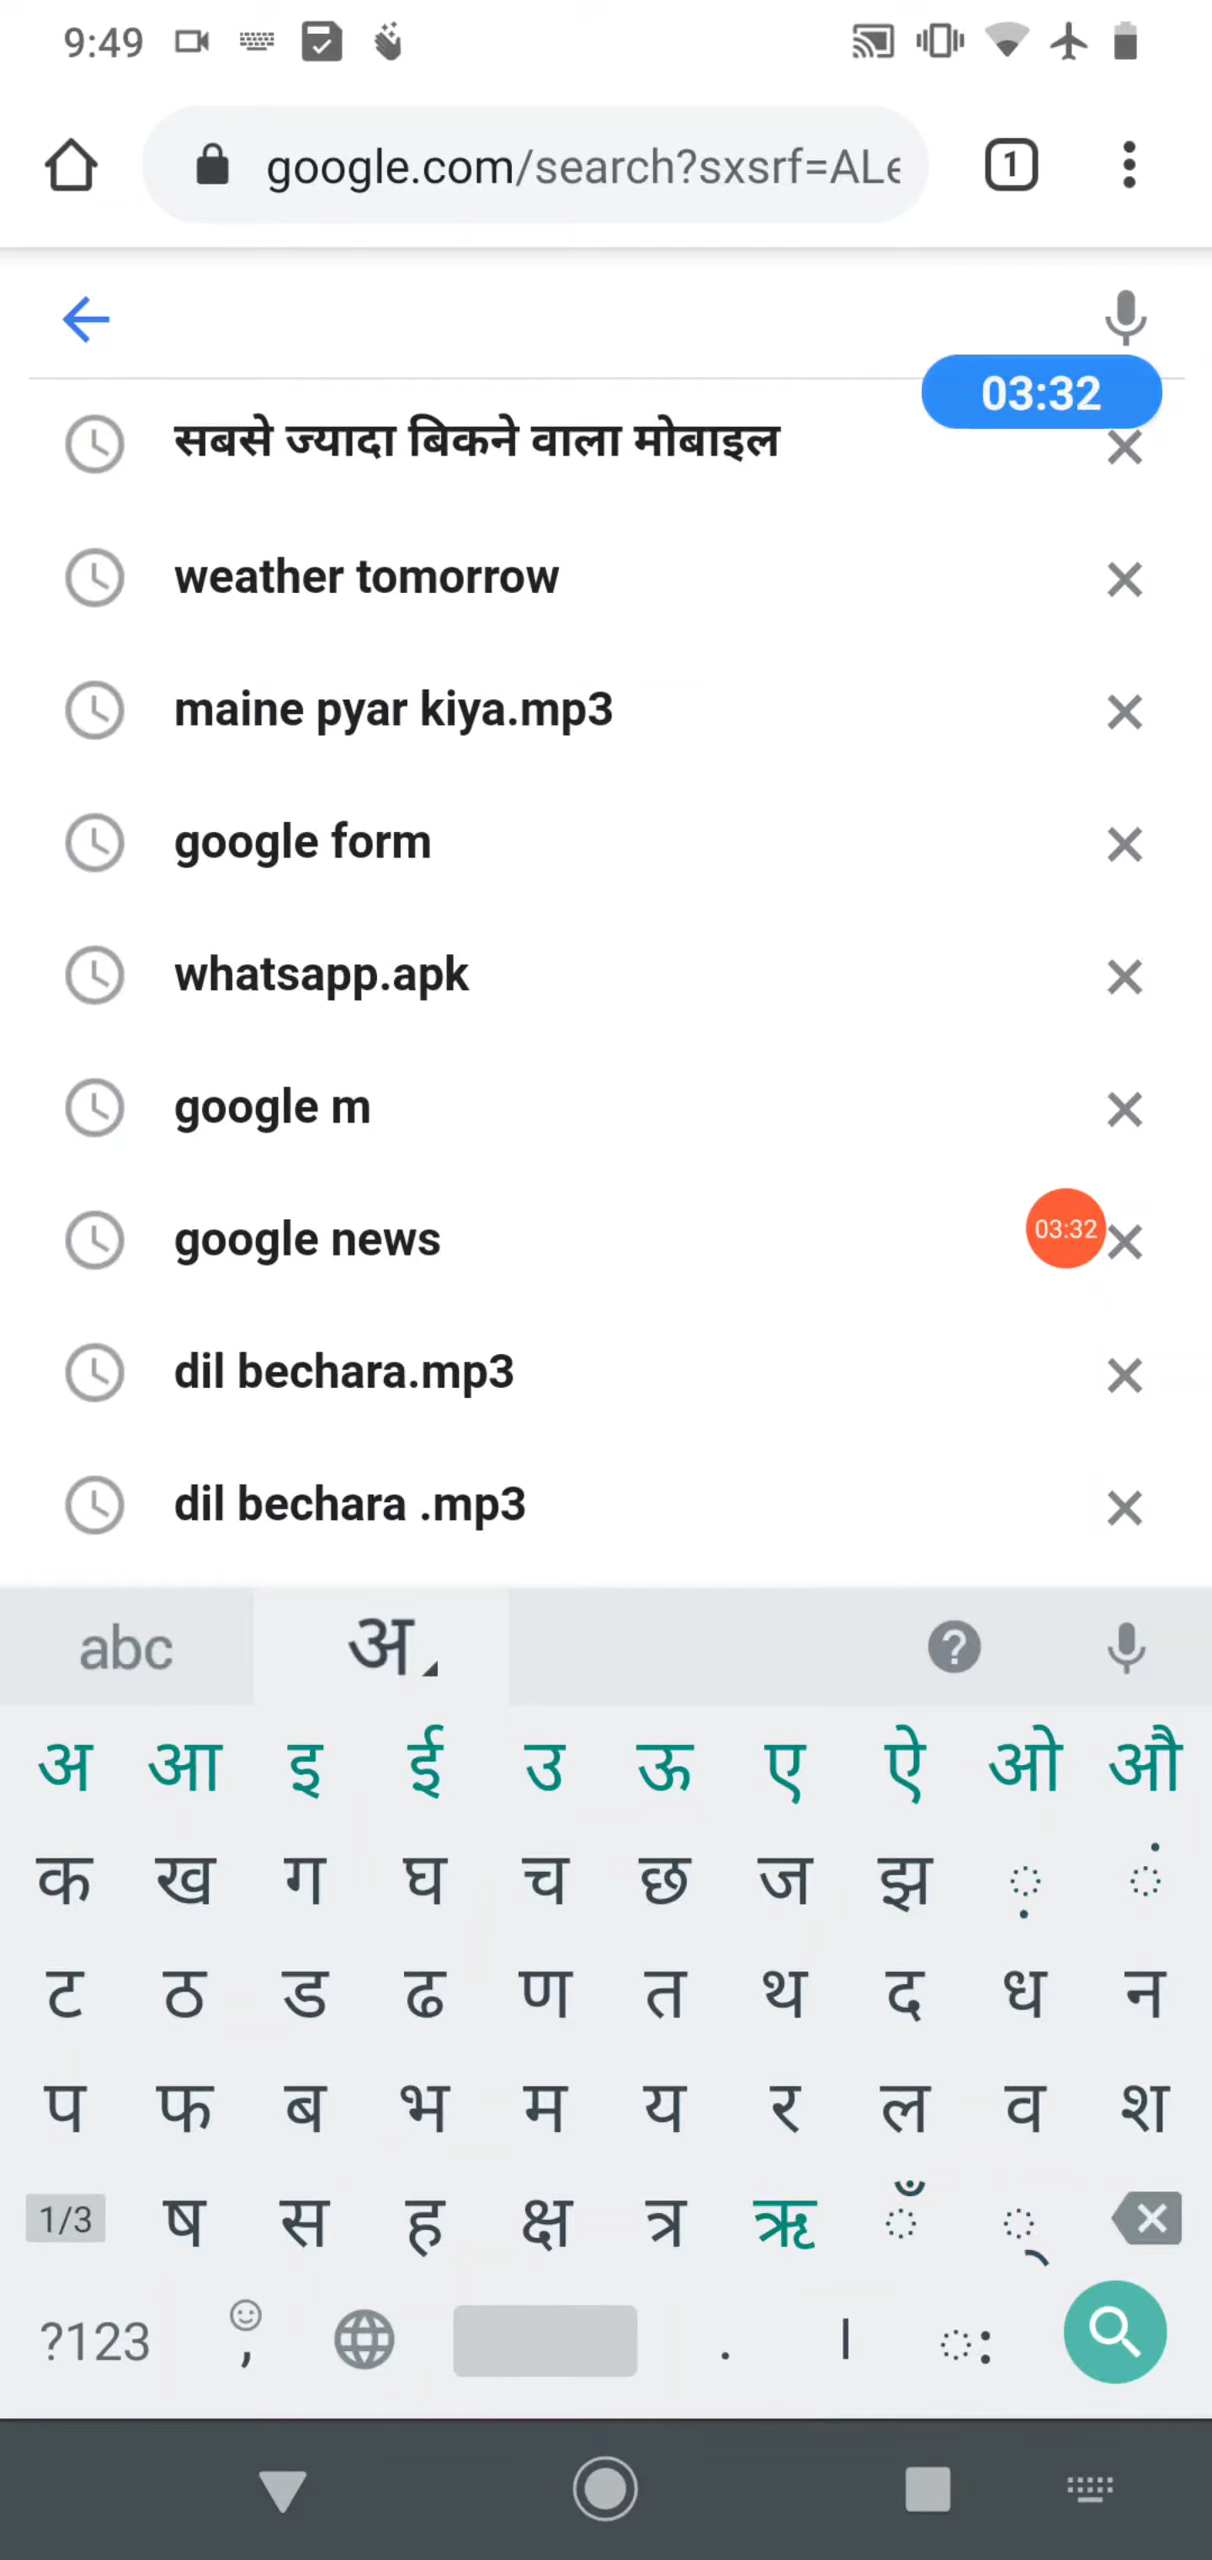 9:49
google.com/search?sxsrf=ALe
1
03:32
सबसे ज्यादा बिकने वाला मोबाइल
weather tomorrow
maine pyar kiya.mp3
google form
whatsapp.apk
google m
google news
03:32
dil bechara.mp3
dil bechara .mp3
abc अ
अ आ इ ई उ ऊ ए ऐ ओ औ
क ख ग घ च छ ज झ ़ ं
ट ठ ड ढ ण त थ द ध न
प फ ब भ म य र ल व श
1/3 ष स ह क्ष त्र ऋ ँ ्
?123 , . । ः